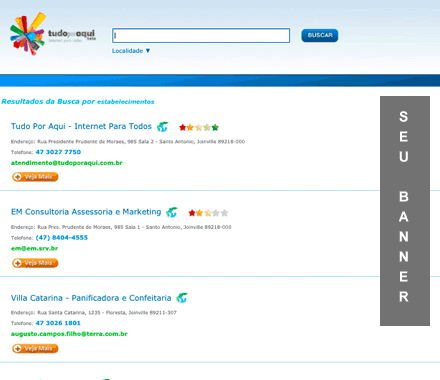 tudoporaqui
beta
BUSCAR
Localidade ▼
Resultados da Busca por estabelecimentos
Tudo Por Aqui - Internet Para Todos
Endereço: Rua Presidente Prudente de Moraes, 985 Sala 2 - Santo Antonio, Joinville 89218-000
Telefone: 47 3027 7750
atendimento@tudoporaqui.com.br
Veja Mais
EM Consultoria Assessoria e Marketing
Endereço: Rua Pres. Prudente de Moraes, 985 Sala 1 - Santo Antonio, Joinville 89218-000
Telefone: (47) 8404-4555
em@em.srv.br
Veja Mais
Villa Catarina - Panificadora e Confeitaria
Endereço: Rua Santa Catarina, 1235 - Floresta, Joinville 89211-307
Telefone: 47 3026 1801
augusto.campos.filho@terra.com.br
Veja Mais
SEU BANNER